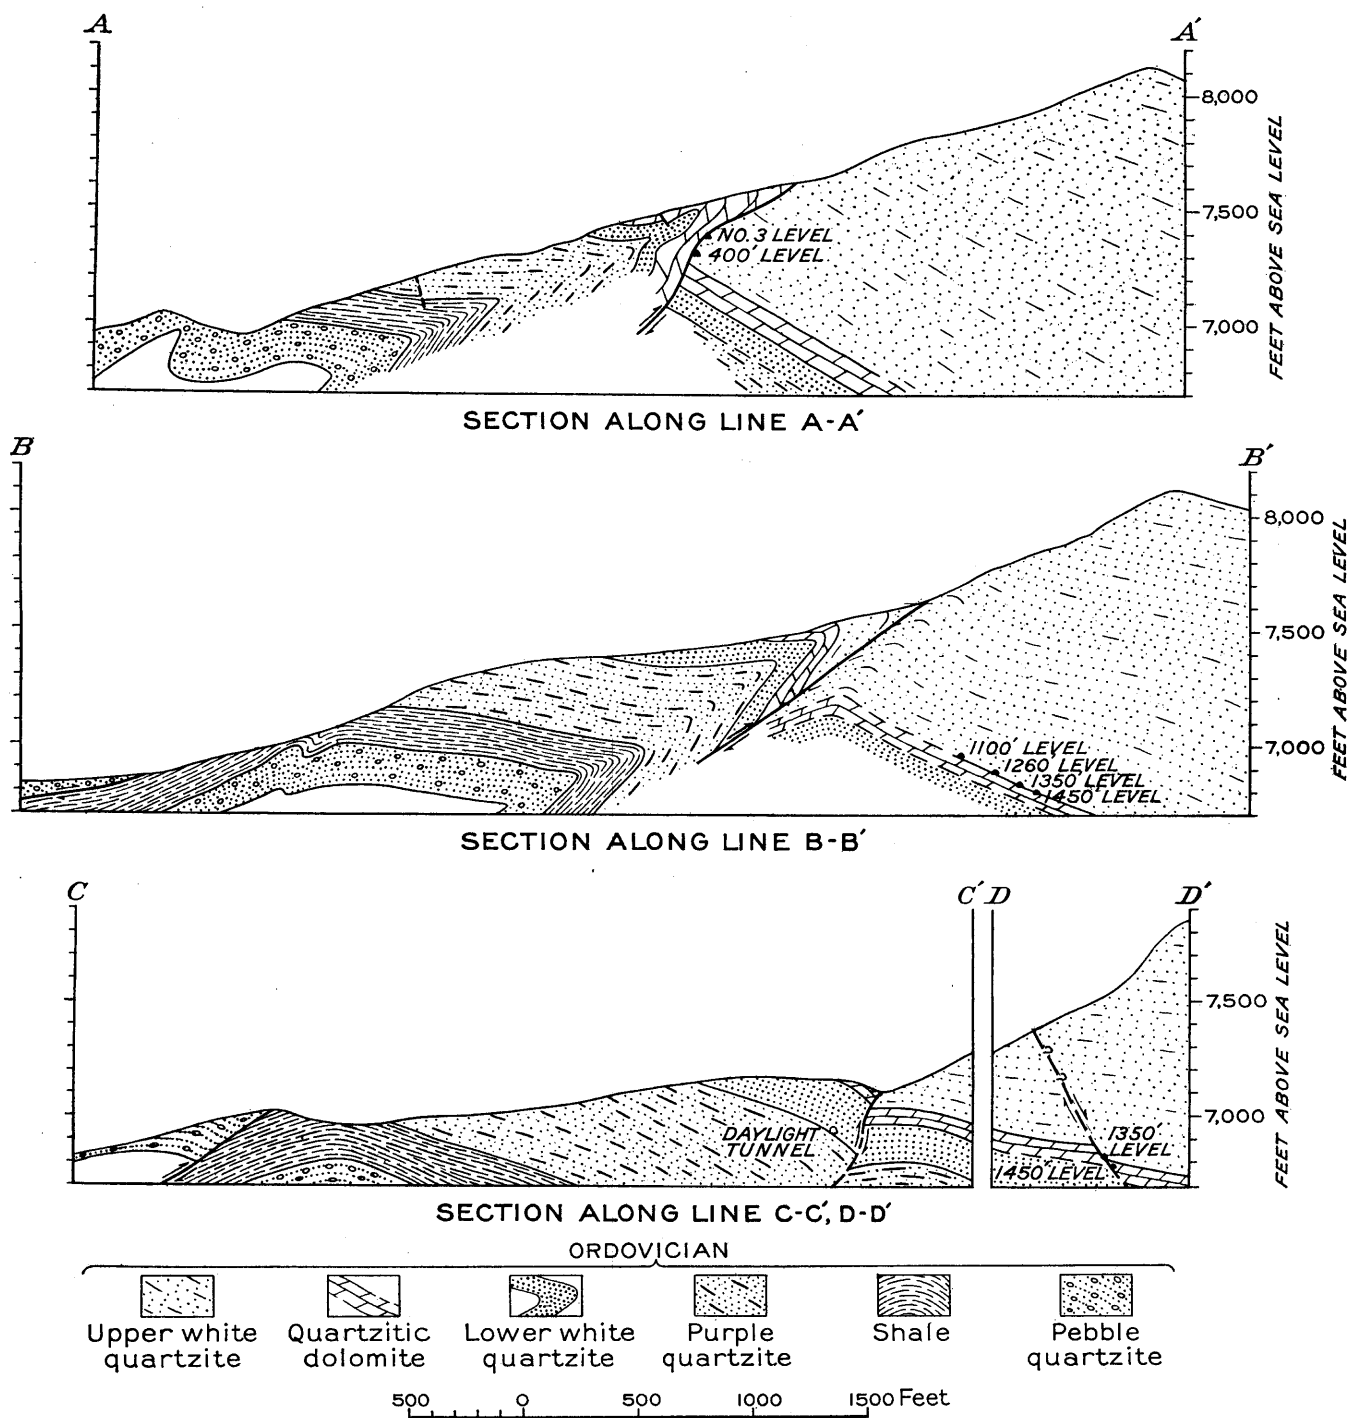 A A′
8,000
7,500
7,000
FEET ABOVE SEA LEVEL
NO. 3 LEVEL
400′ LEVEL
SECTION ALONG LINE A-A′
B B′
8,000
7,500
7,000
FEET ABOVE SEA LEVEL
1100′ LEVEL
1260′ LEVEL
1350′ LEVEL
1450′ LEVEL
SECTION ALONG LINE B-B′
C C′ D D′
7,500
7,000
FEET ABOVE SEA LEVEL
DAYLIGHT
TUNNEL
1350′
LEVEL
1450′ LEVEL
SECTION ALONG LINE C-C′, D-D′
ORDOVICIAN
Upper white
quartzite
Quartzitic
dolomite
Lower white
quartzite
Purple
quartzite
Shale
Pebble
quartzite
500 0 500 1000 1500 Feet